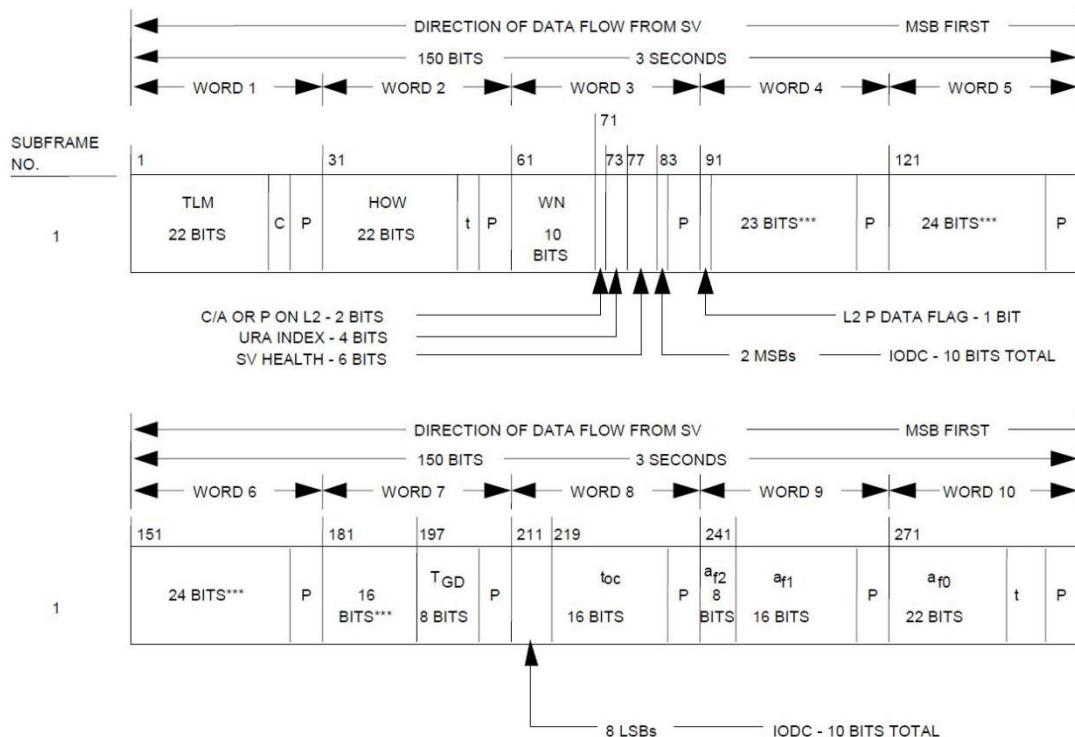 DIRECTION OF DATA FLOW FROM SV MSB FIRST
150 BITS 3 SECONDS
WORD 1 WORD 2 WORD 3 WORD 4 WORD 5
SUBFRAME
NO.
71
1 31 61 73 77 83 91 121
TLM HOW WN
1 22 BITS C P 22 BITS t P 10 P 23 BITS*** P 24 BITS*** P
BITS
C/A OR P ON L2 - 2 BITS L2 P DATA FLAG - 1 BIT
URA INDEX - 4 BITS
SV HEALTH - 6 BITS 2 MSBs IODC - 10 BITS TOTAL
DIRECTION OF DATA FLOW FROM SV MSB FIRST
150 BITS 3 SECONDS
WORD 6 WORD 7 WORD 8 WORD 9 WORD 10
151 181 197 211 219 241 271
TGD toc af2 af1 af0
1 24 BITS*** P 16 P P 8 P t P
BITS*** 8 BITS 16 BITS BITS 16 BITS 22 BITS
8 LSBs IODC - 10 BITS TOTAL